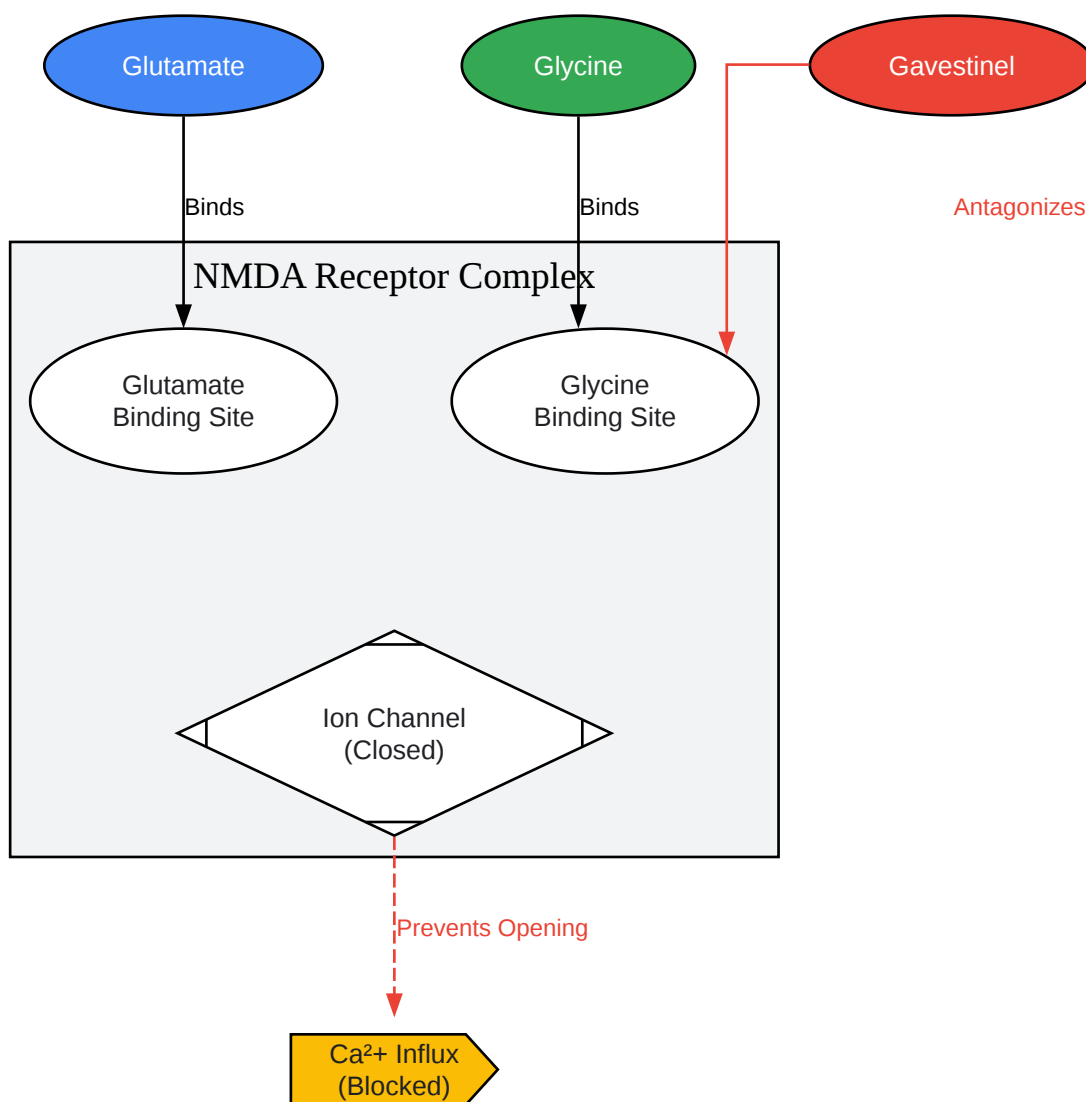 Glutamate
Glycine
Gavestinel
Binds
Binds
Antagonizes
NMDA Receptor Complex
Glutamate
Binding Site
Glycine
Binding Site
Ion Channel
(Closed)
Prevents Opening
Ca²+ Influx
(Blocked)